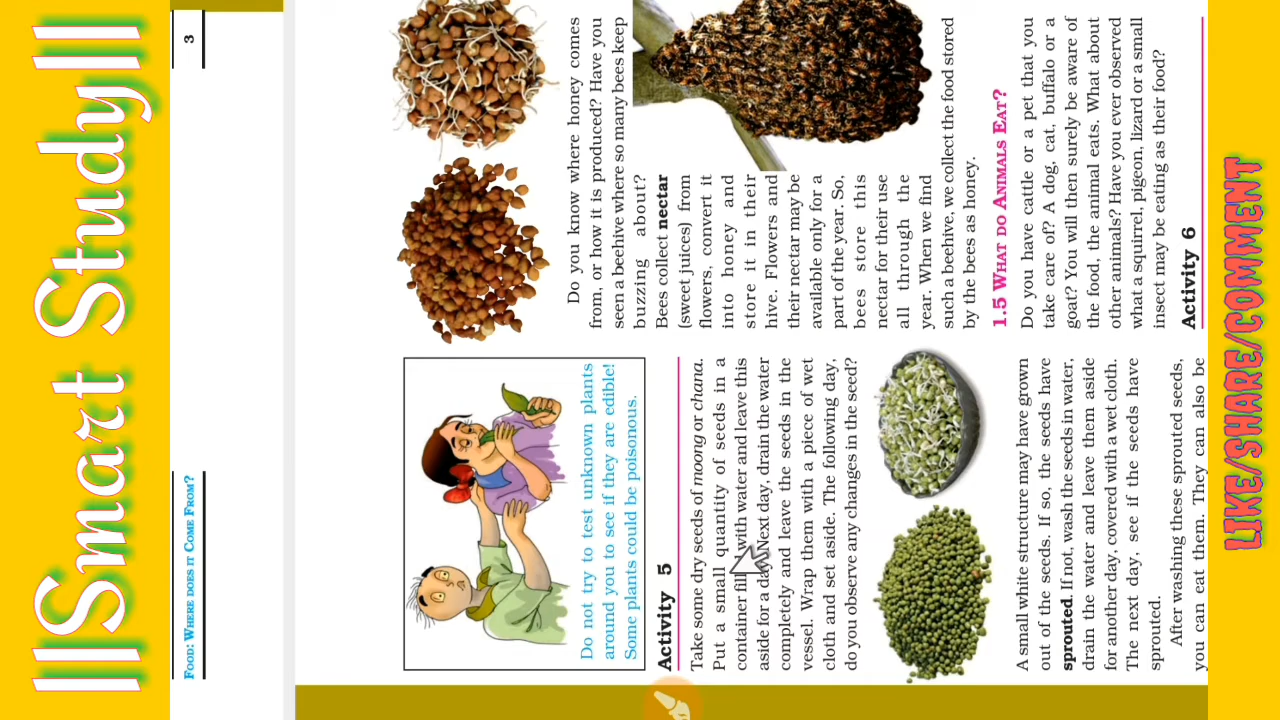 ||Smart Study||
Do not try to test unknown plants
around you to see if they are edible!
Some plants could be poisonous.
Activity 5
Take some dry seeds of moong or chana.
Put a small quantity of seeds in a
container fill with water and leave this
aside for a day. Next day, drain the water
completely and leave the seeds in the
vessel. Wrap them with a piece of wet
cloth and set aside. The following day,
do you observe any changes in the seed?
A small white structure may have grown
out of the seeds. If so, the seeds have
sprouted. If not, wash the seeds in water,
drain the water and leave them aside
for another day, covered with a wet cloth.
The next day, see if the seeds have
sprouted.
After washing these sprouted seeds,
you can eat them. They can also be
Do you know where honey comes
from, or how it is produced? Have you
seen a beehive where so many bees keep
buzzing about?
Bees collect nectar
(sweet juices) from
flowers, convert it
into honey and
store it in their
hive. Flowers and
their nectar may be
available only for a
part of the year. So,
bees store this
nectar for their use
all through the
year. When we find
such a beehive, we collect the food stored
by the bees as honey.
1.5 WHAT DO ANIMALS EAT?
Do you have cattle or a pet that you
take care of? A dog, cat, buffalo or a
goat? You will then surely be aware of
the food, the animal eats. What about
other animals? Have you ever observed
what a squirrel, pigeon, lizard or a small
insect may be eating as their food?
Activity 6
FOOD: WHERE DOES IT COME FROM?
3
LIKE/SHARE/COMMENT